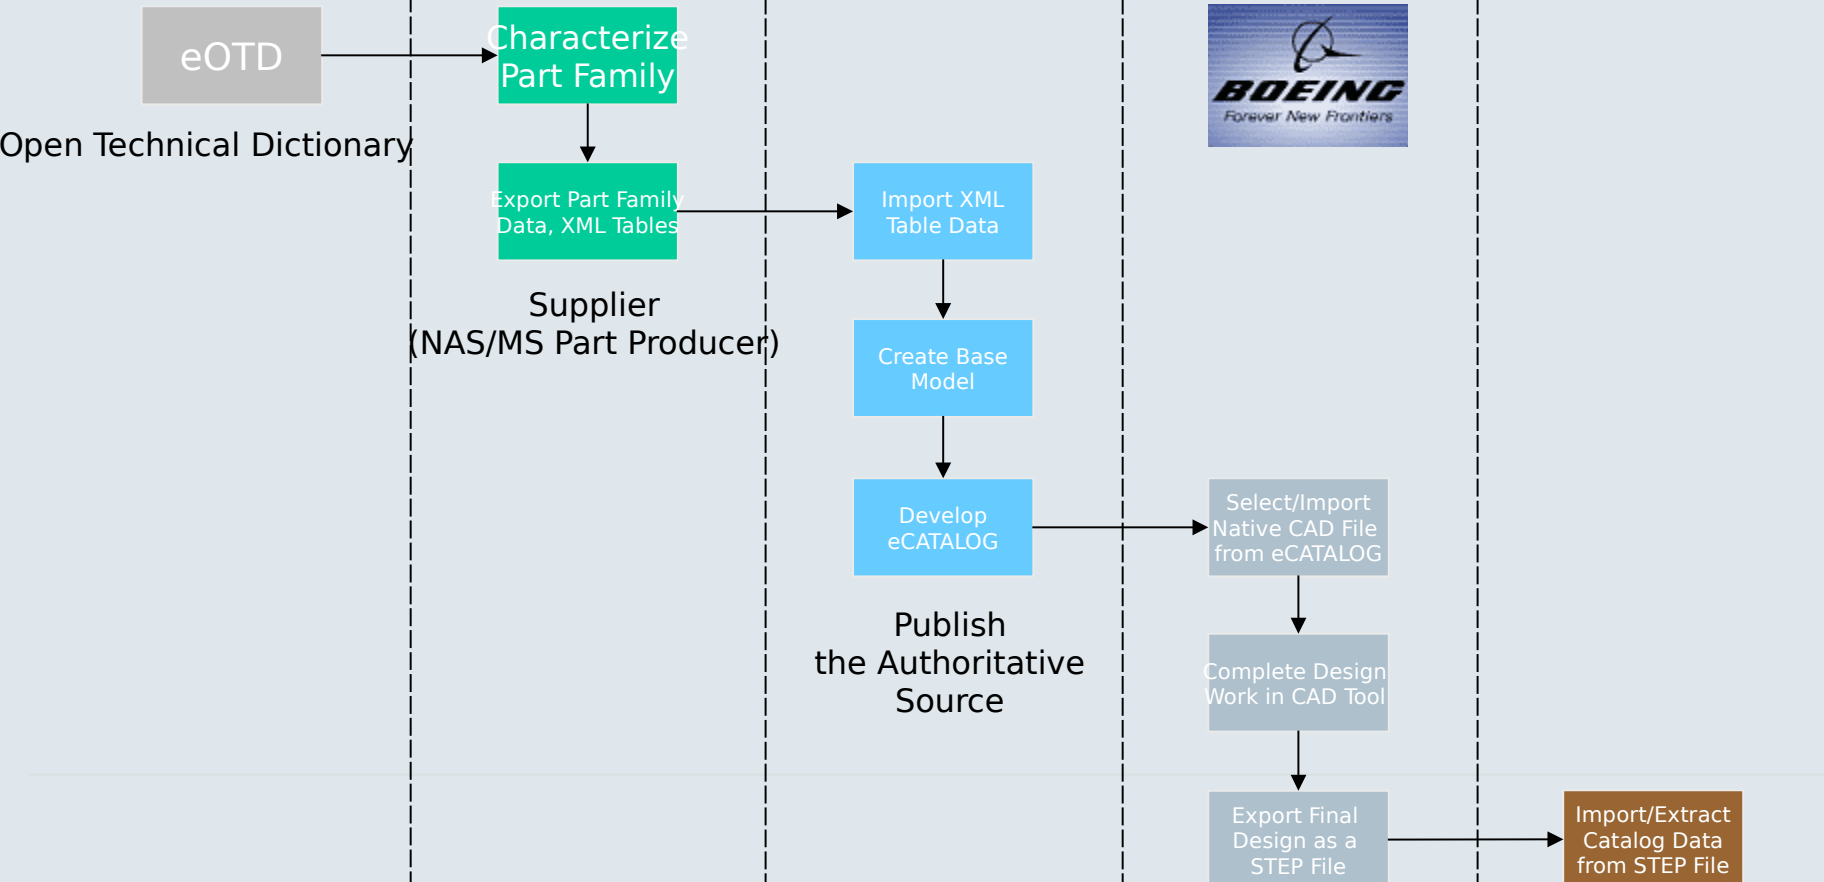 eOTD
Open Technical Dictionary
Characterize
Part Family
Export Part Family
Data, XML Tables
Supplier
(NAS/MS Part Producer)
Import XML
Table Data
Create Base
Model
Develop
eCATALOG
Publish
the Authoritative
Source
BOEING
Forever New Frontiers
Select/Import
Native CAD File
from eCATALOG
Complete Design
Work in CAD Tool
Export Final
Design as a
STEP File
Import/Extract
Catalog Data
from STEP File